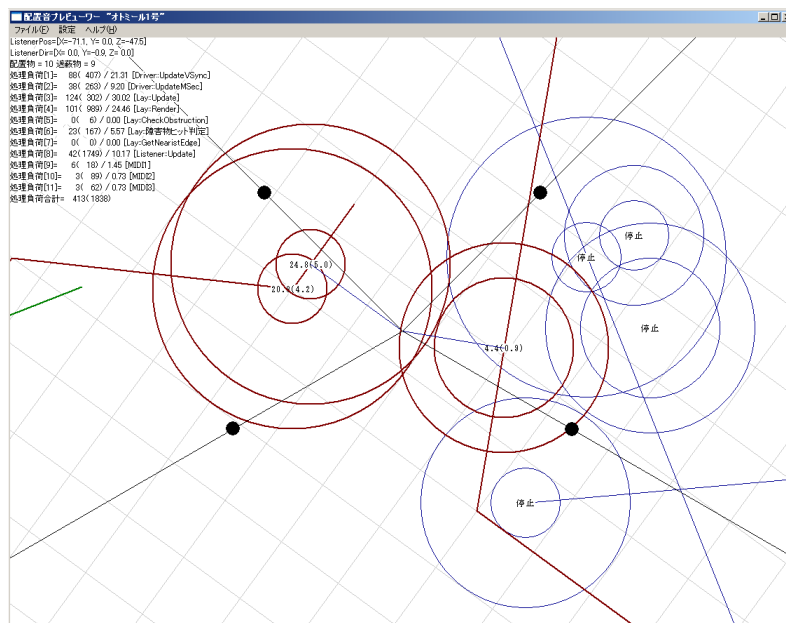 配置音プレビューワー "オトミール1号"
ファイル(F) 設定 ヘルプ(H)
ListenerPos=[X=-71.1, Y= 0.0, Z=-47.5]
ListenerDir=[X= 0.0, Y=-0.9, Z= 0.0]
配置物 = 10 遮蔽物 = 9
処理負荷[1]= 88( 407) / 21.31 [Driver:UpdateVSync]
処理負荷[2]= 38( 263) / 9.20 [Driver:UpdateMSec]
処理負荷[3]= 124( 302) / 30.02 [Lay:Update]
処理負荷[4]= 101( 989) / 24.46 [Lay:Render]
処理負荷[5]= 0( 6) / 0.00 [Lay:CheckObstruction]
処理負荷[6]= 23( 167) / 5.57 [Lay:障害物ヒット判定]
処理負荷[7]= 0( 0) / 0.00 [Lay:GetNearistEdge]
処理負荷[8]= 42(1749) / 10.17 [Listener:Update]
処理負荷[9]= 6( 18) / 1.45 [MIDI1]
処理負荷[10]= 3( 89) / 0.73 [MIDI2]
処理負荷[11]= 3( 62) / 0.73 [MIDI3]
処理負荷合計= 413(1838)
停止
停止
24.8(5.0)
(4.2)
停止
4.4(0.9)
停止